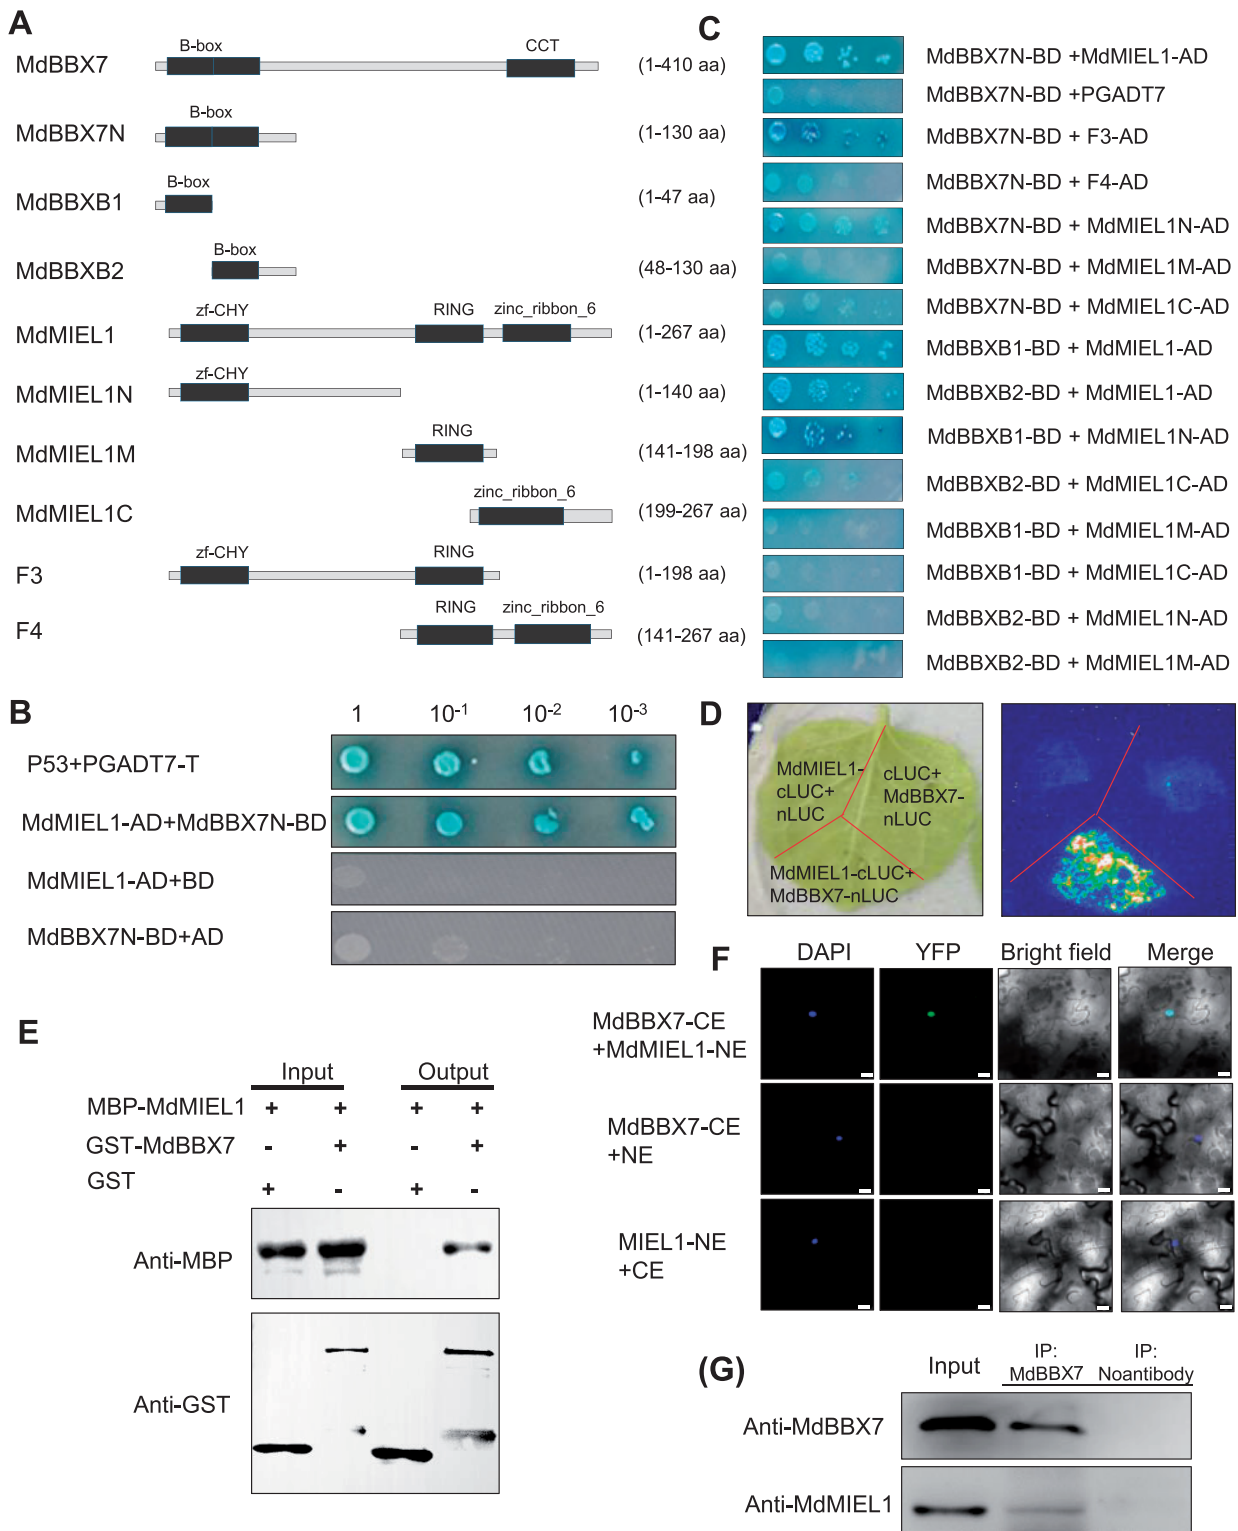 A
B-box
CCT
MdBBX7
(1-410 aa)
B-box
MdBBX7N
(1-130 aa)
B-box
MdBBXB1
(1-47 aa)
B-box
MdBBXB2
(48-130 aa)
zf-CHY
RING
zinc_ribbon_6
MdMIEL1
(1-267 aa)
zf-CHY
MdMIEL1N
(1-140 aa)
RING
MdMIEL1M
(141-198 aa)
zinc_ribbon_6
MdMIEL1C
(199-267 aa)
zf-CHY
RING
F3
(1-198 aa)
RING
zinc_ribbon_6
F4
(141-267 aa)
B
1
10-1
10-2
10-3
P53+PGADT7-T
MdMIEL1-AD+MdBBX7N-BD
MdMIEL1-AD+BD
MdBBX7N-BD+AD
C
MdBBX7N-BD +MdMIEL1-AD
MdBBX7N-BD +PGADT7
MdBBX7N-BD + F3-AD
MdBBX7N-BD + F4-AD
MdBBX7N-BD + MdMIEL1N-AD
MdBBX7N-BD + MdMIEL1M-AD
MdBBX7N-BD + MdMIEL1C-AD
MdBBXB1-BD + MdMIEL1-AD
MdBBXB2-BD + MdMIEL1-AD
MdBBXB1-BD + MdMIEL1N-AD
MdBBXB2-BD + MdMIEL1C-AD
MdBBXB1-BD + MdMIEL1M-AD
MdBBXB1-BD + MdMIEL1C-AD
MdBBXB2-BD + MdMIEL1N-AD
MdBBXB2-BD + MdMIEL1M-AD
D
MdMIEL1-
cLUC+
nLUC
cLUC+
MdBBX7-
nLUC
MdMIEL1-cLUC+
MdBBX7-nLUC
E
Input
Output
MBP-MdMIEL1
+ + + +
GST-MdBBX7
- + - +
GST
+ - + -
Anti-MBP
Anti-GST
F
DAPI
YFP
Bright field
Merge
MdBBX7-CE
+MdMIEL1-NE
MdBBX7-CE
+NE
MIEL1-NE
+CE
(G)
Input
IP:
MdBBX7
IP:
Noantibody
Anti-MdBBX7
Anti-MdMIEL1